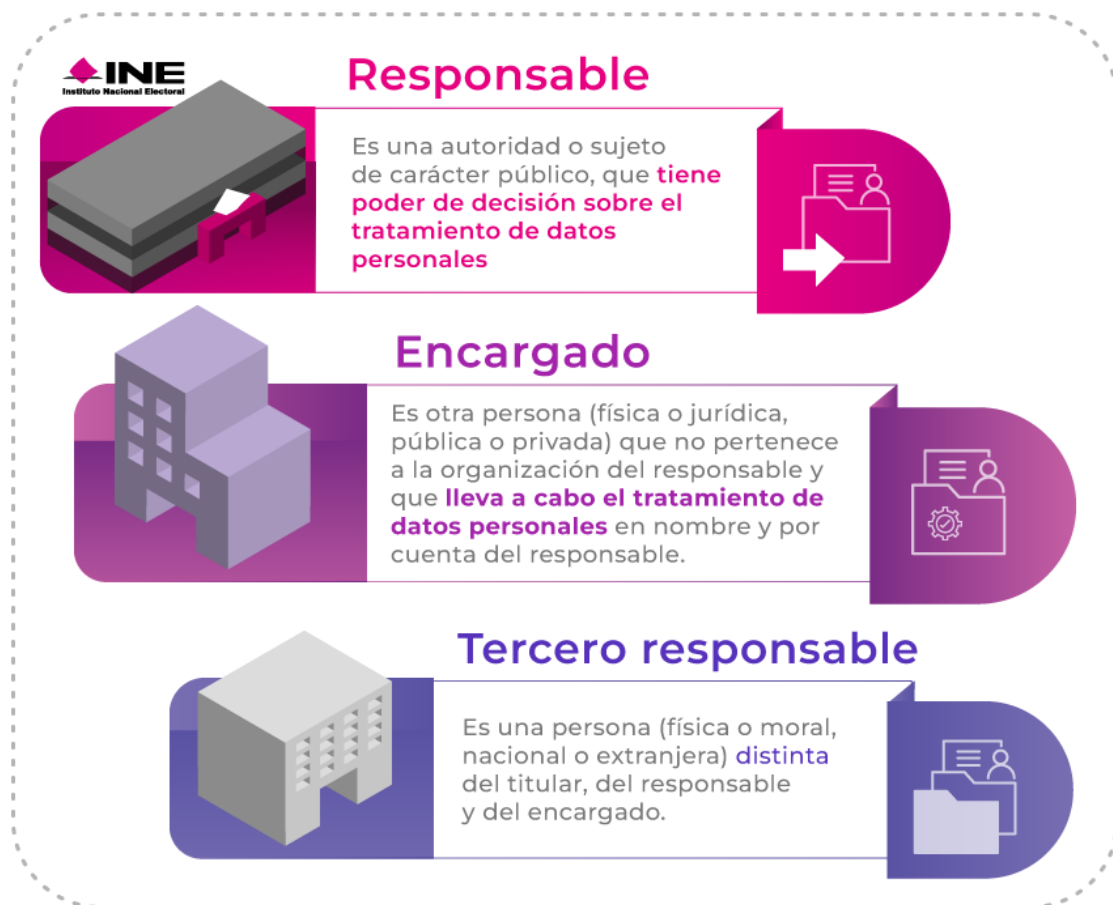 INE
Instituto Nacional Electoral
Responsable
Es una autoridad o sujeto
de carácter público, que tiene
poder de decisión sobre el
tratamiento de datos
personales
Encargado
Es otra persona (física o jurídica,
pública o privada) que no pertenece
a la organización del responsable y
que lleva a cabo el tratamiento de
datos personales en nombre y por
cuenta del responsable.
Tercero responsable
Es una persona (física o moral,
nacional o extranjera) distinta
del titular, del responsable
y del encargado.